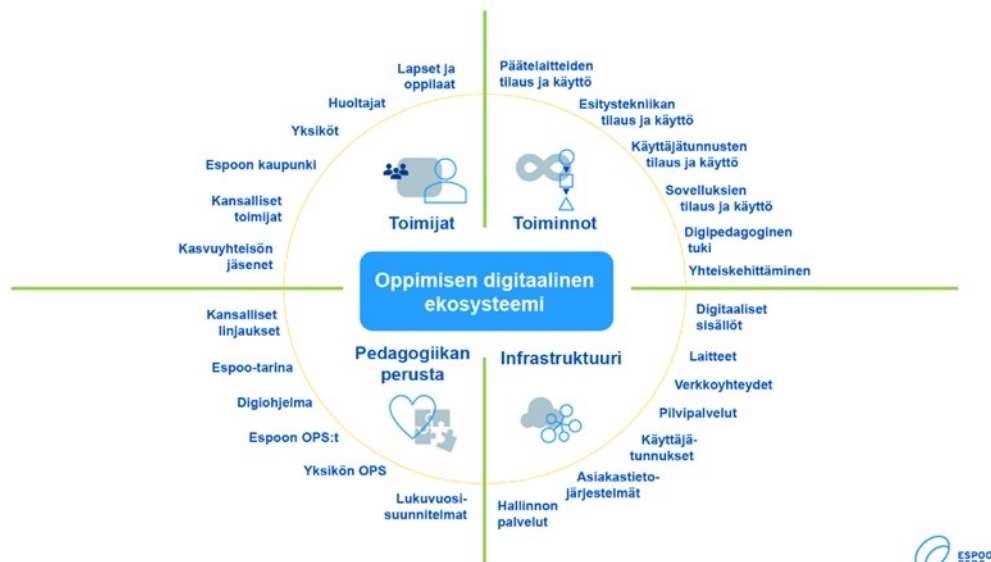 Lapset ja
oppilaat
Huoltajat
Yksiköt
Espoon kaupunki
Kansalliset
toimijat
Kasvuyhteisön
jäsenet
Toimijat
Päätelaitteiden
tilaus ja käyttö
Esitystekniikan
tilaus ja käyttö
Käyttäjätunnusten
tilaus ja käyttö
Sovelluksien
tilaus ja käyttö
Digipedagoginen
tuki
Yhteiskehittäminen
Toiminnot
Oppimisen digitaalinen
ekosysteemi
Pedagogiikan
perusta
Kansalliset
linjaukset
Espoo-tarina
Digiohjelma
Espoon OPS:t
Yksikön OPS
Lukuvuosi-
suunnitelmat
Infrastruktuuri
Digitaaliset
sisällöt
Laitteet
Verkkoyhteydet
Pilvipalvelut
Käyttäjä-
tunnukset
Asiakastieto-
järjestelmät
Hallinnon
palvelut
ESPOO